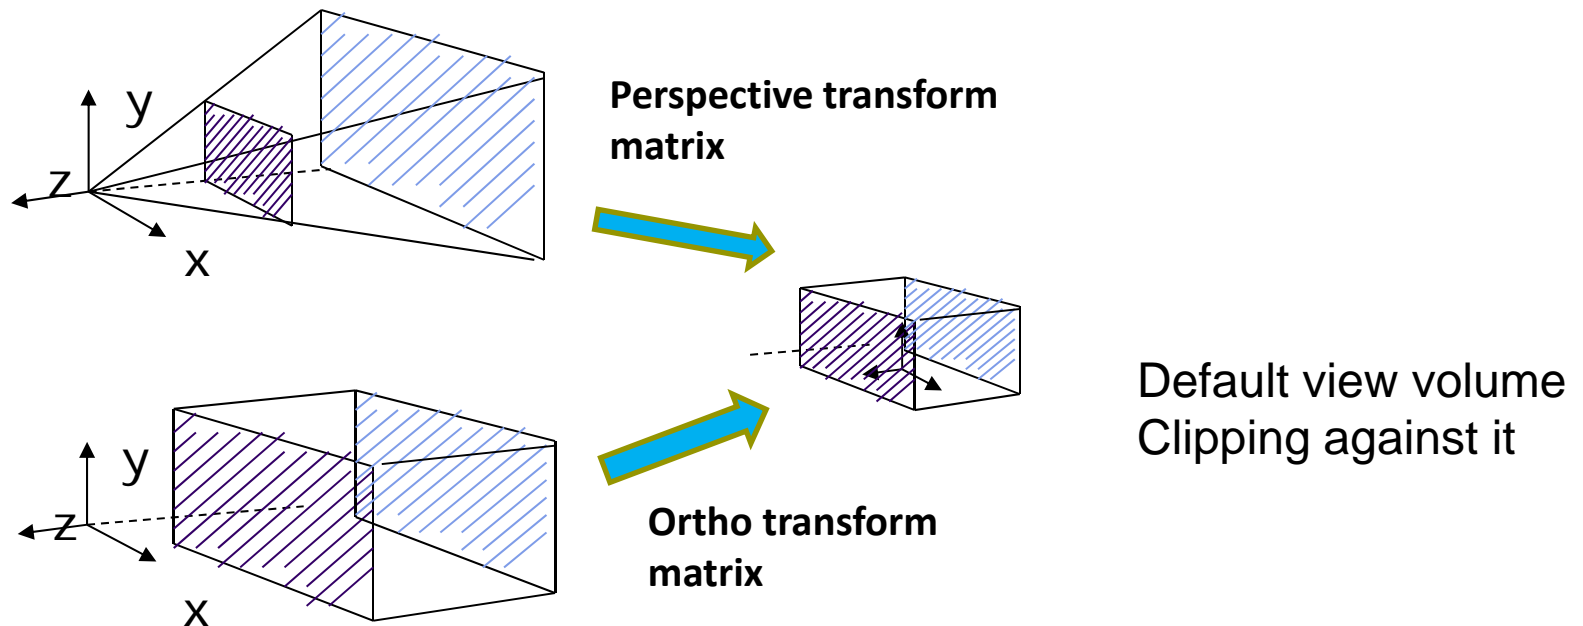 y
z
x
Perspective transform
matrix
y
z
x
Ortho transform
matrix
Default view volume
Clipping against it